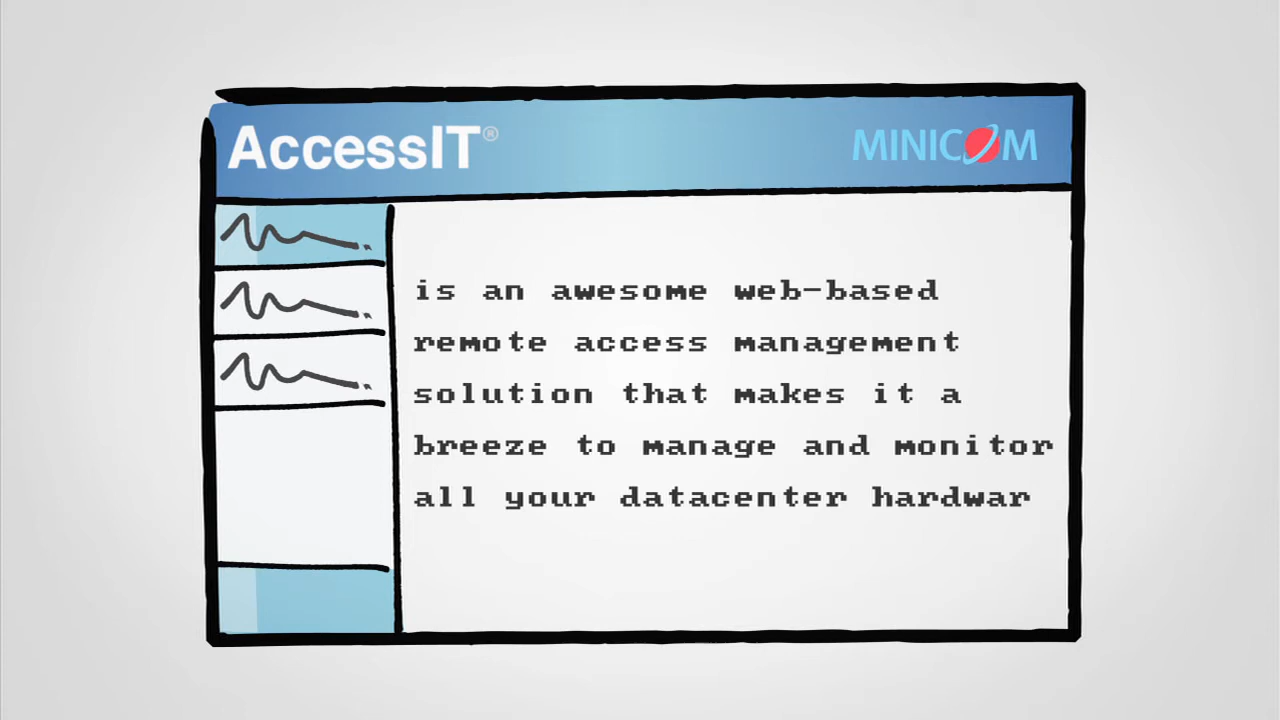 AccessIT®
MINICOM
is an awesome web-based
remote access management
solution that makes it a
breeze to manage and monitor
all your datacenter hardwar